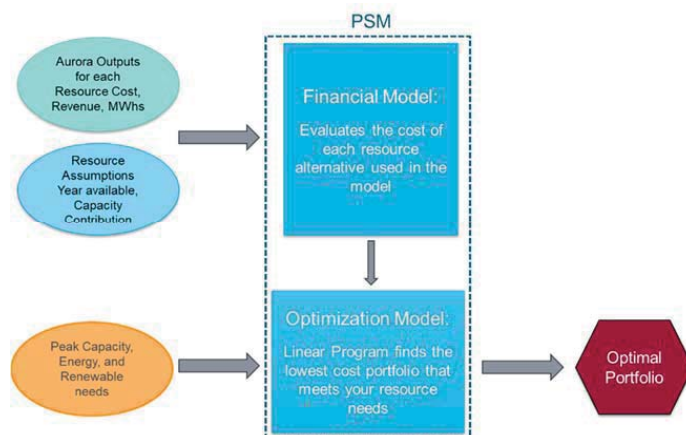 PSM
Aurora Outputs
for each
Resource Cost,
Revenue, MWhs
Resource
Assumptions
Year available,
Capacity
Contribution
Financial Model:
Evaluates the cost of
each resource
alternative used in the
model
Peak Capacity,
Energy, and
Renewable
needs
Optimization Model:
Linear Program finds the
lowest cost portfolio that
meets your resource
needs
Optimal
Portfolio